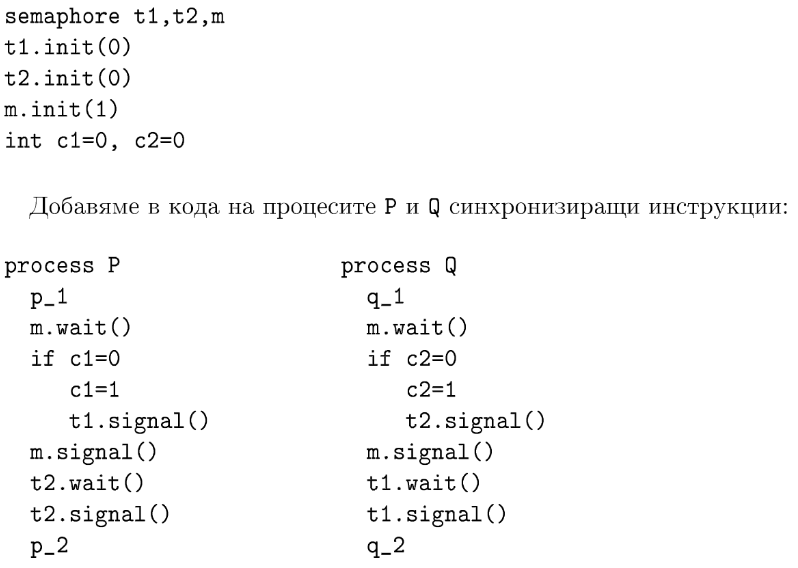 semaphore t1,t2,m
t1.init(0)
t2.init(0)
m.init(1)
int c1=0, c2=0
Добавяме в кода на процесите P и Q синхронизиращи инструкции:
process P process Q
p_1 q_1
m.wait() m.wait()
if c1=0 if c2=0
c1=1 c2=1
t1.signal() t2.signal()
m.signal() m.signal()
t2.wait() t1.wait()
t2.signal() t1.signal()
p_2 q_2